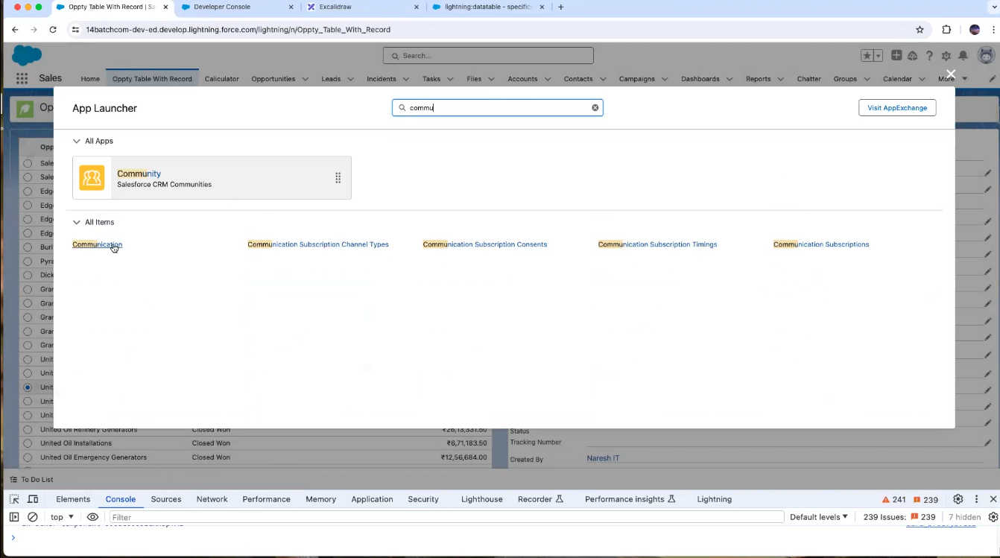 Oppty Table With Record | Sa
Developer Console
Excalidraw
lightning:datatable - specific
14batchcom-dev-ed.develop.lightning.force.com/lightning/n/Oppty_Table_With_Record
Search...
Sales Home Oppty Table With Record Calculator Opportunities Leads Incidents Tasks Files Accounts Contacts Campaigns Dashboards Reports Chatter Groups Calendar More
App Launcher
commu
Visit AppExchange
All Apps
Community
Salesforce CRM Communities
All Items
Communication
Communication Subscription Channel Types
Communication Subscription Consents
Communication Subscription Timings
Communication Subscriptions
Op
Opp
Sale
Sale
Edge
Edge
Edge
Edge
Burl
Pyra
Dick
Gran
Gran
Gran
Gran
Gran
Unit
Unit
Unit
Unit
Unit
United Oil Refinery Generators Closed Won ₹26,13,331.50
United Oil Installations Closed Won ₹6,71,183.50
United Oil Emergency Generators Closed Won ₹12,56,684.00
Status
Tracking Number
Created By Naresh IT
To Do List
Elements Console Sources Network Performance Memory Application Security Lighthouse Recorder Performance insights Lightning 241 239
top Filter Default levels 239 Issues: 239 7 hidden